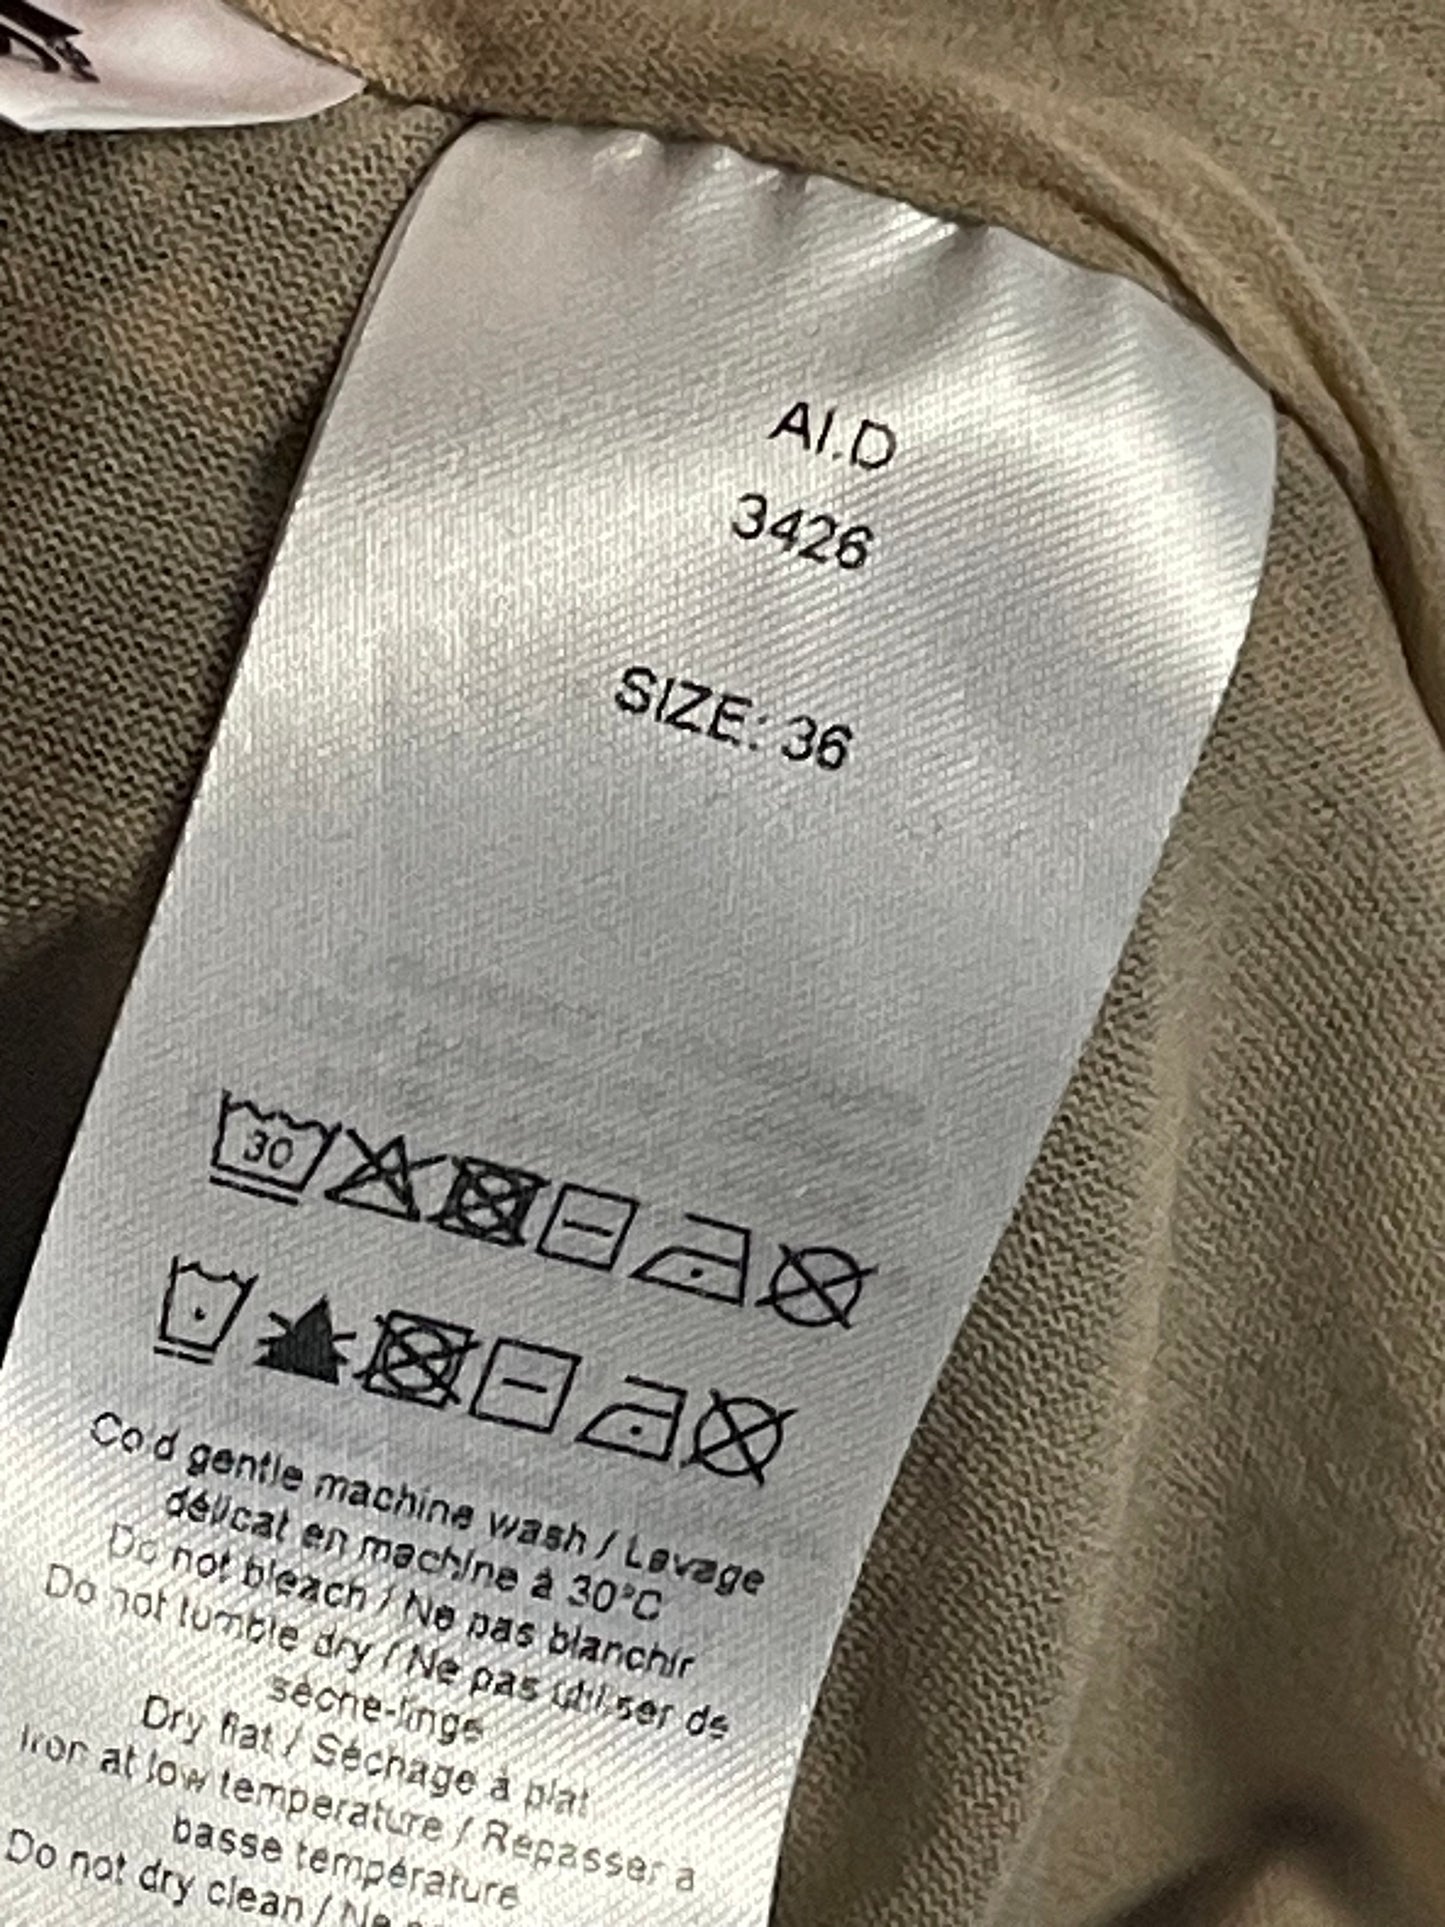 AI.D
3426
SIZE: 36
30
Cold gentle machine wash / Lavage
délicat en machine à 30°C
Do not bleach / Ne pas blanchir
Do not tumble dry / Ne pas utiliser de
sèche-linge
Dry flat / Séchage à plat
Iron at low temperature / Repasser à
basse température
Do not dry clean / Ne